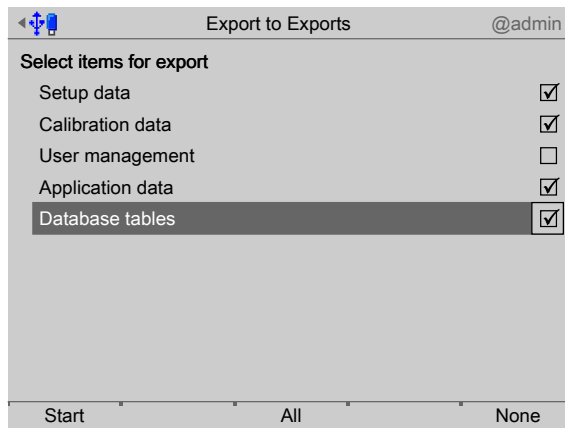 Export to Exports @admin
Select items for export
Setup data
Calibration data
User management
Application data
Database tables
Start All None